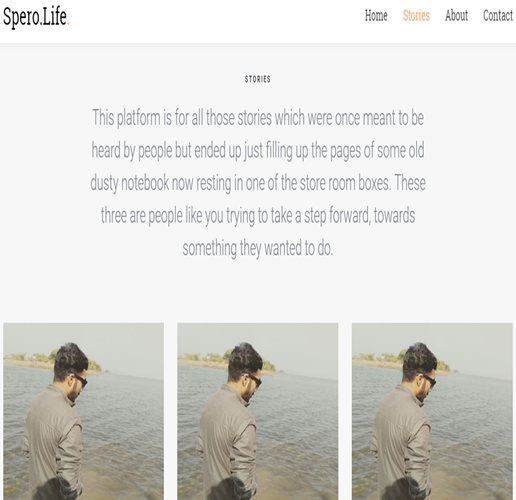 Spero.Life.
Home Stories About Contact
STORIES
This platform is for all those stories which were once meant to be
heard by people but ended up just filling up the pages of some old
dusty notebook now resting in one of the store room boxes. These
three are people like you trying to take a step forward, towards
something they wanted to do.